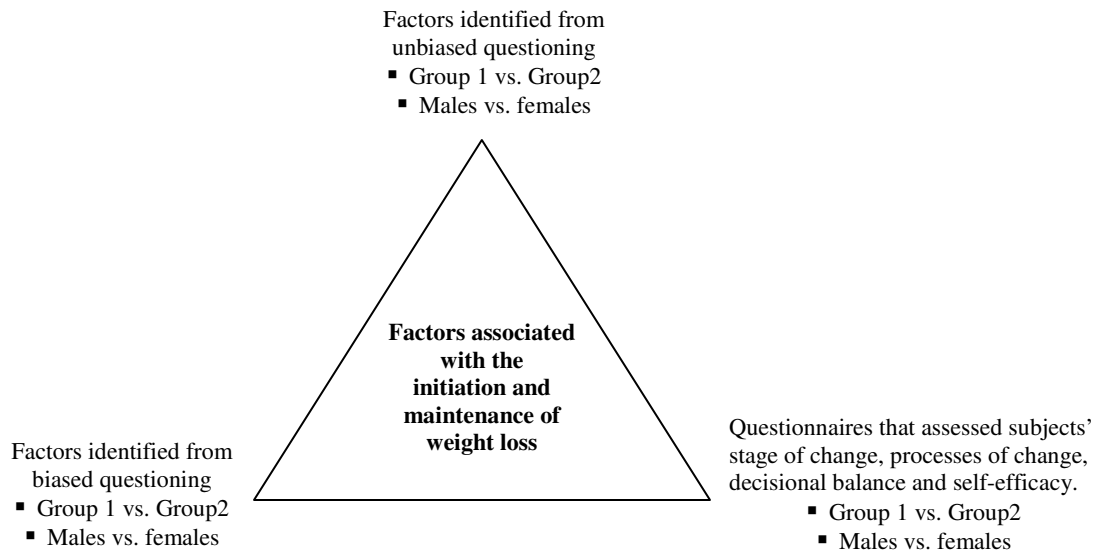 Factors identified from
unbiased questioning
▪ Group 1 vs. Group2
▪ Males vs. females
Factors associated
with the
initiation and
maintenance of
weight loss
Factors identified from
biased questioning
▪ Group 1 vs. Group2
▪ Males vs. females
Questionnaires that assessed subjects’
stage of change, processes of change,
decisional balance and self-efficacy.
▪ Group 1 vs. Group2
▪ Males vs. females